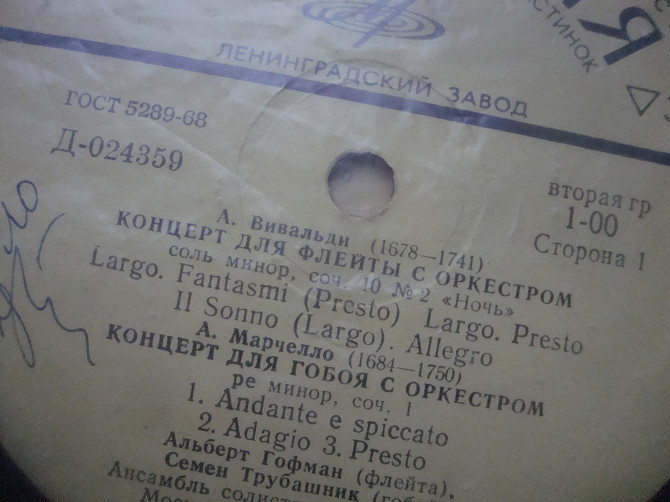 ЛЕНИНГРАДСКИЙ ЗАВОД
ГОСТ 5289-68
Д-024359
вторая гр
1-00
Сторона 1
А. Вивальди (1678—1741)
КОНЦЕРТ ДЛЯ ФЛЕЙТЫ С ОРКЕСТРОМ
соль минор, соч. 10 № 2 «Ночь»
Largo. Fantasmi (Presto) Largo. Presto
Il Sonno (Largo). Allegro
А. Марчелло (1684—1750)
КОНЦЕРТ ДЛЯ ГОБОЯ С ОРКЕСТРОМ
ре минор, соч. 1
1. Andante e spiccato
2. Adagio 3. Presto
Альберт Гофман (флейта),
Семен Трубашник
Ансамбль